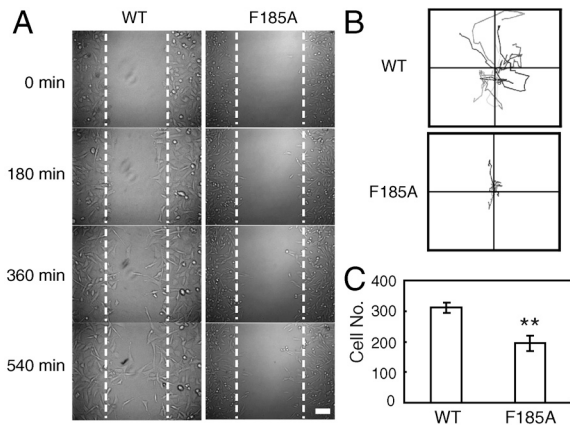 A
WT
F185A
0 min
180 min
360 min
540 min
B
WT
F185A
C
Cell No.
400
300
200
100
0
**
WT
F185A